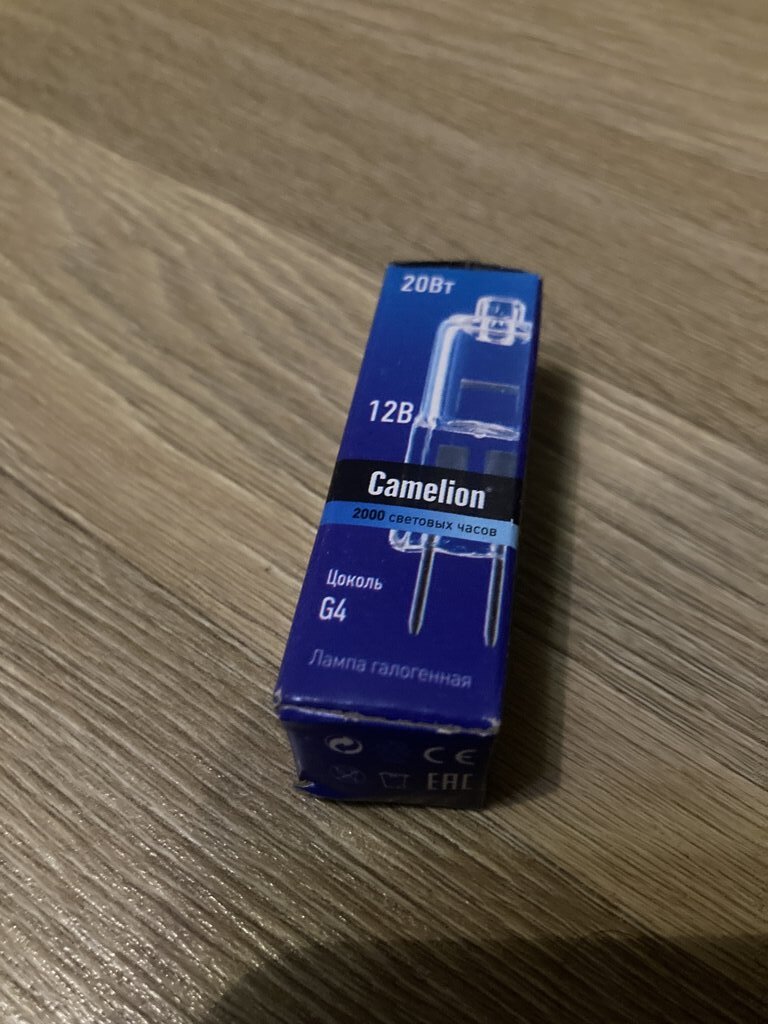 20Вт
12В
Camelion
2000 световых часов
Цоколь
G4
Лампа галогенная
CE
EAC